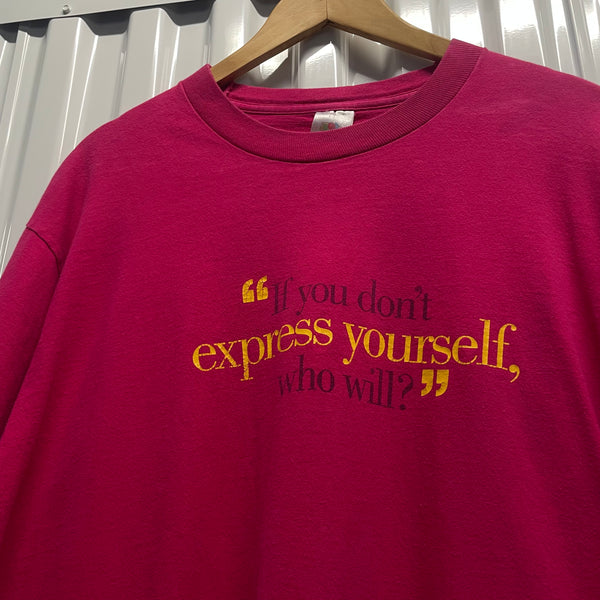 “If you don't
express yourself,
who will?”